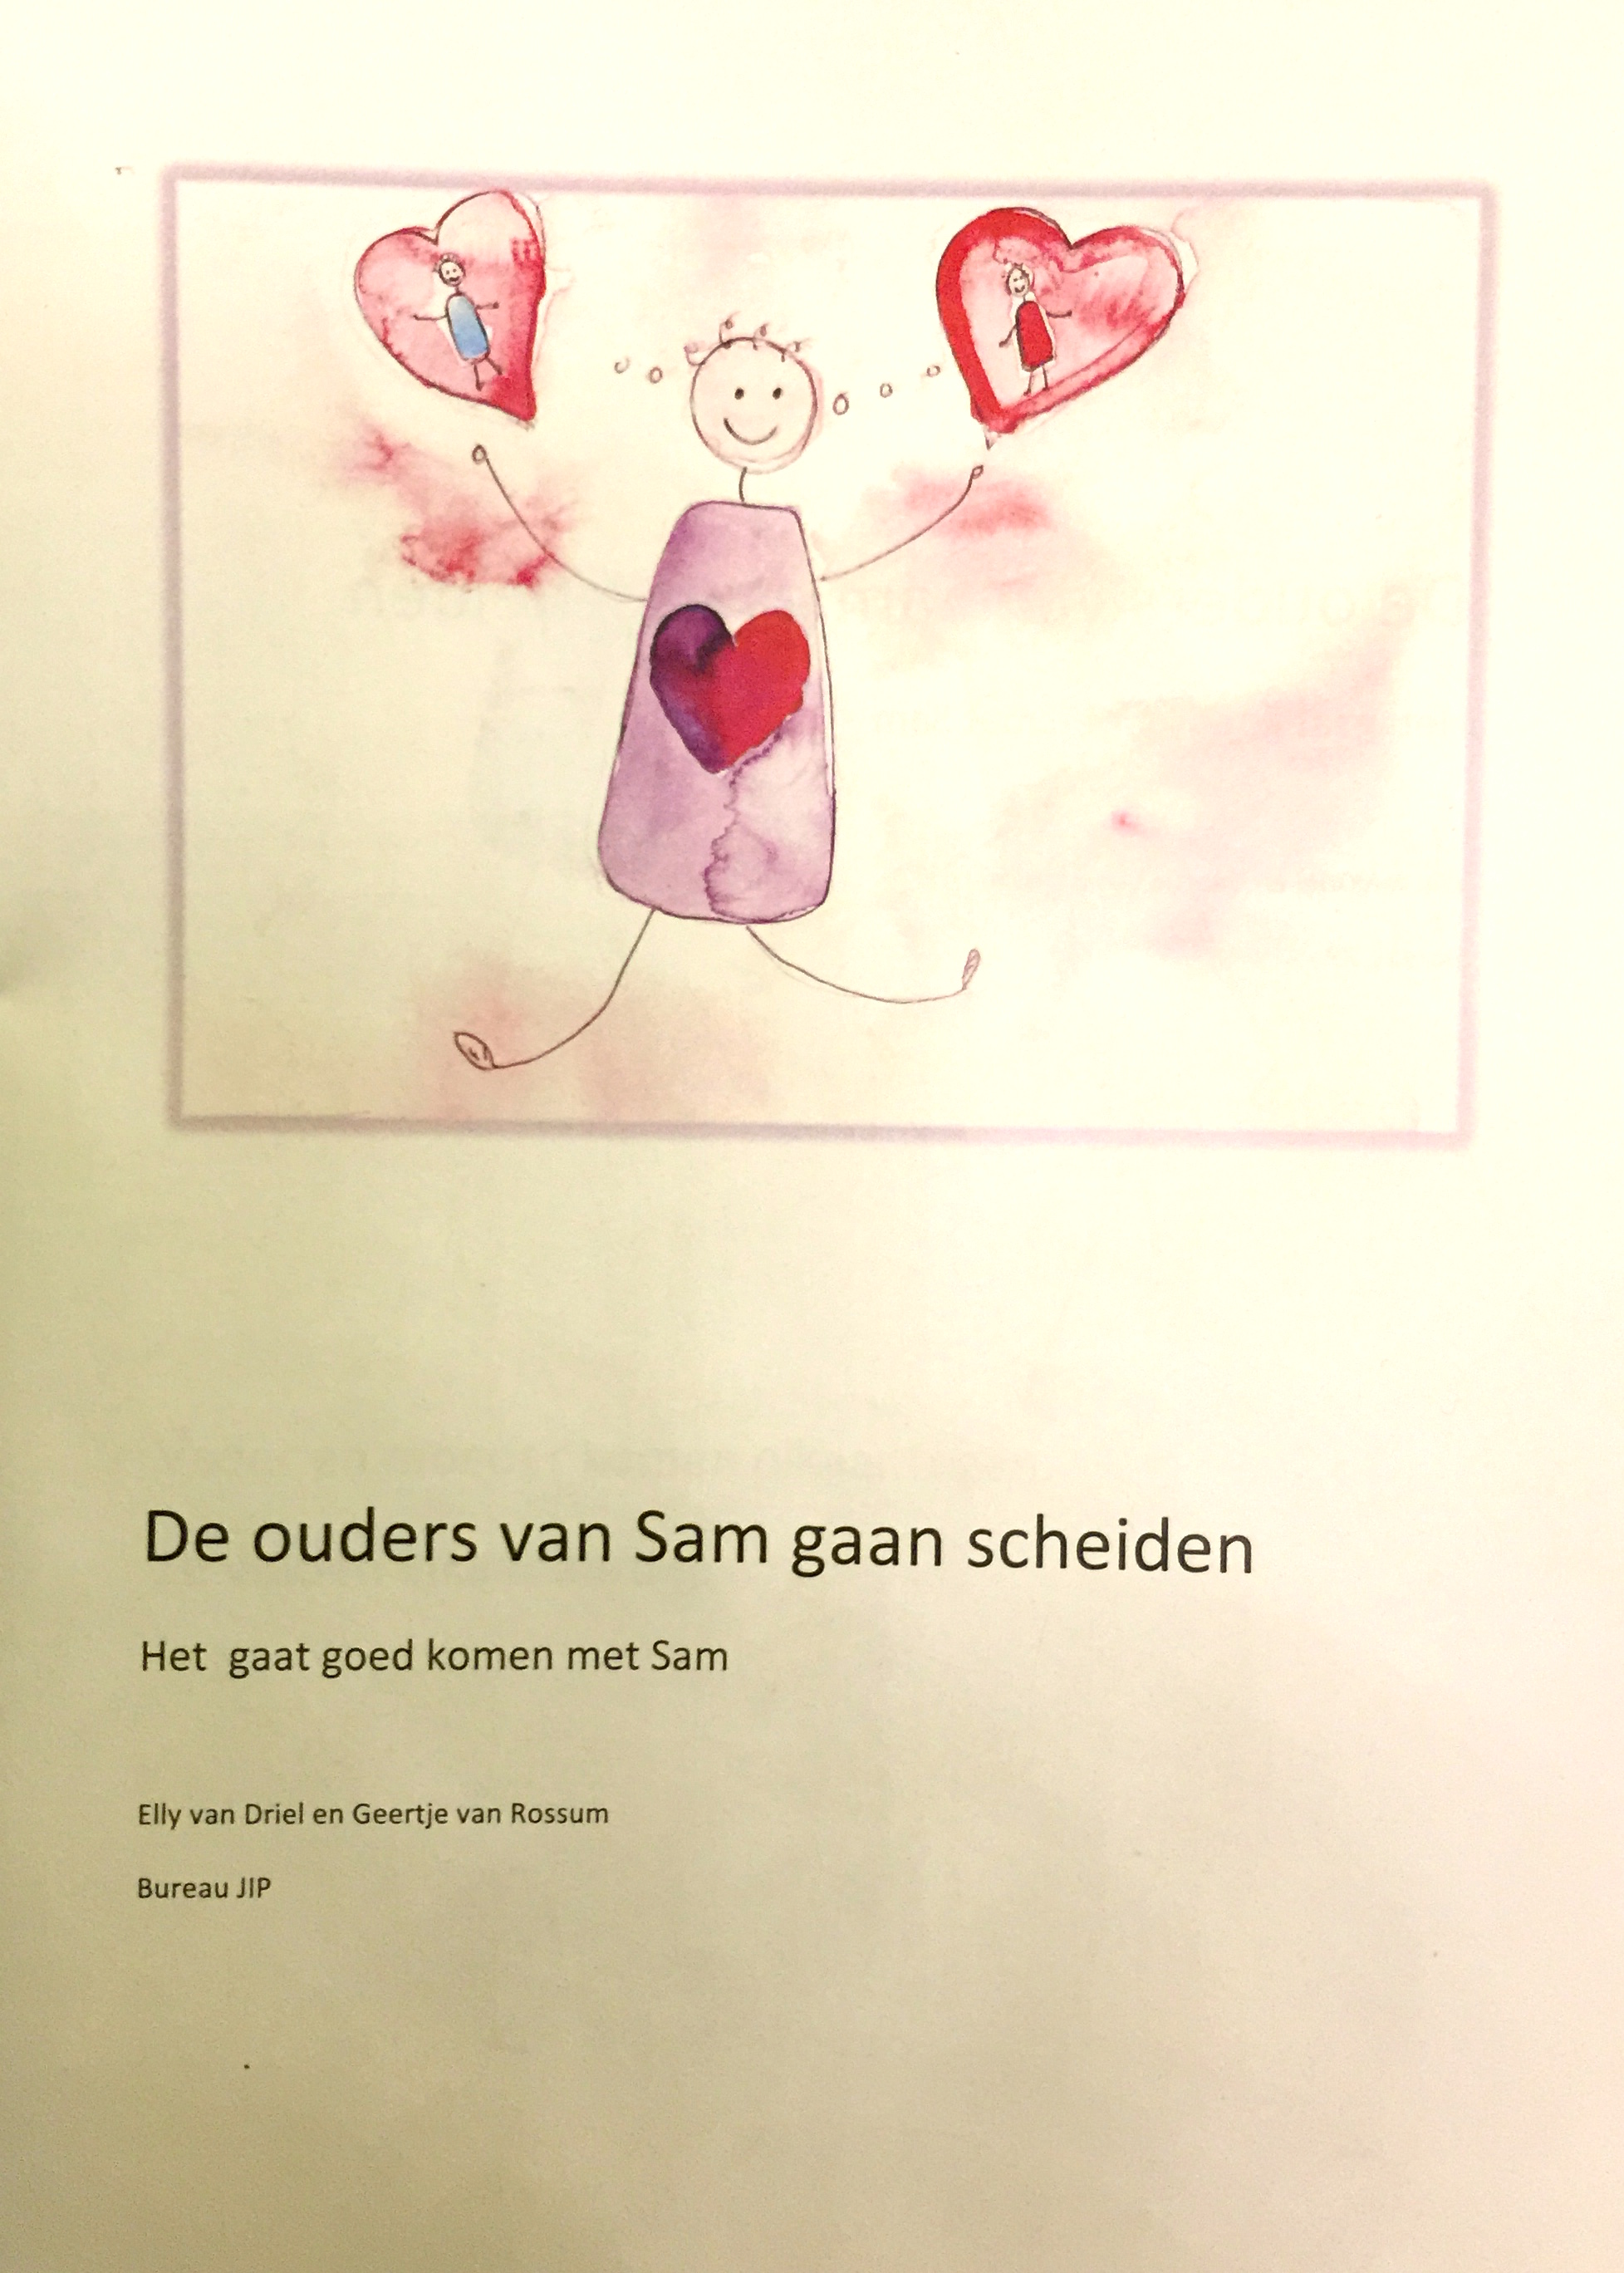 De ouders van Sam gaan scheiden
Het gaat goed komen met Sam
Elly van Driel en Geertje van Rossum
Bureau JIP